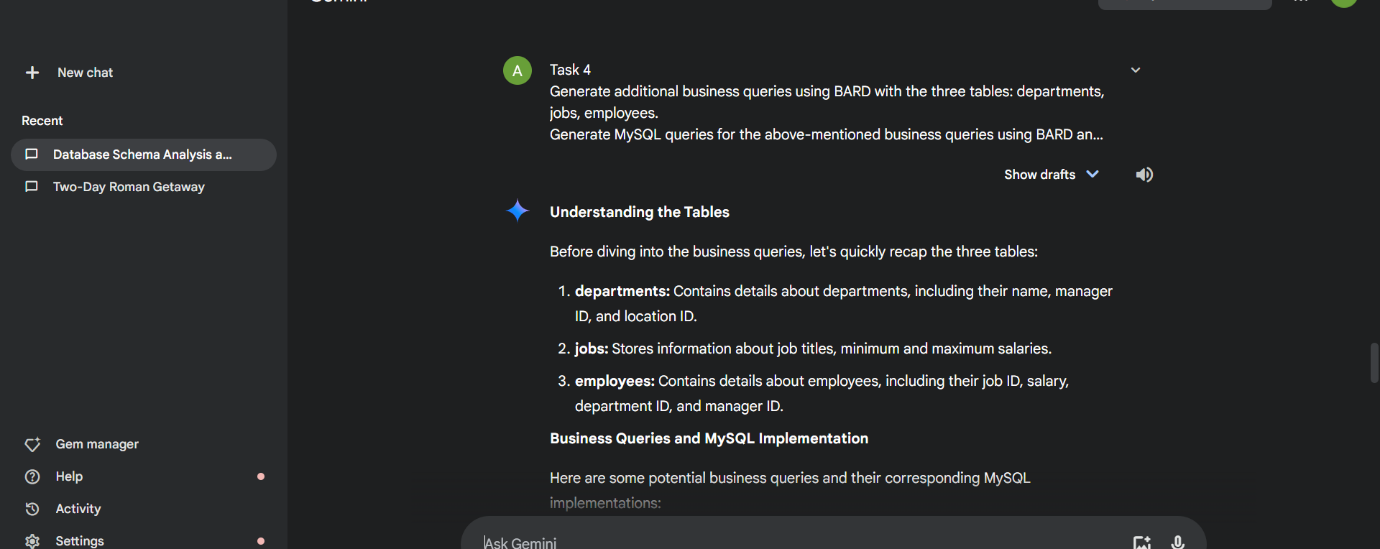 Gemini
New chat
Recent
Database Schema Analysis a...
Two-Day Roman Getaway
Gem manager
Help
Activity
Settings
A
Task 4
Generate additional business queries using BARD with the three tables: departments,
jobs, employees.
Generate MySQL queries for the above-mentioned business queries using BARD an...
Show drafts
Understanding the Tables
Before diving into the business queries, let's quickly recap the three tables:
1. departments: Contains details about departments, including their name, manager
ID, and location ID.
2. jobs: Stores information about job titles, minimum and maximum salaries.
3. employees: Contains details about employees, including their job ID, salary,
department ID, and manager ID.
Business Queries and MySQL Implementation
Here are some potential business queries and their corresponding MySQL
implementations:
Ask Gemini